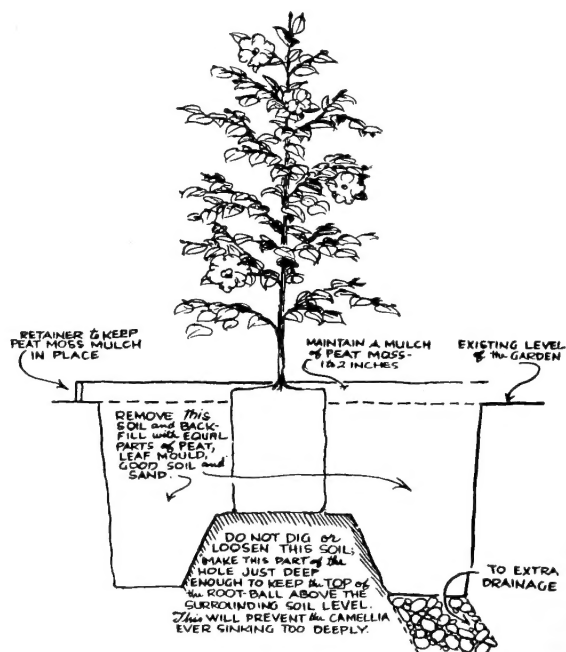 RETAINER to KEEP
PEAT MOSS MULCH
IN PLACE
MAINTAIN A MULCH
of PEAT MOSS-
1 to 2 INCHES
EXISTING LEVEL
of the GARDEN
REMOVE This
SOIL and BACK-
FILL with EQUAL
PARTS of PEAT,
LEAF MOULD,
GOOD SOIL and
SAND.
DO NOT DIG or
LOOSEN THIS SOIL;
MAKE THIS PART of the
HOLE JUST DEEP
ENOUGH TO KEEP the TOP of
the ROOT-BALL ABOVE THE
SURROUNDING SOIL LEVEL.
This WILL PREVENT the CAMELLIA
EVER SINKING TOO DEEPLY.
TO EXTRA
DRAINAGE